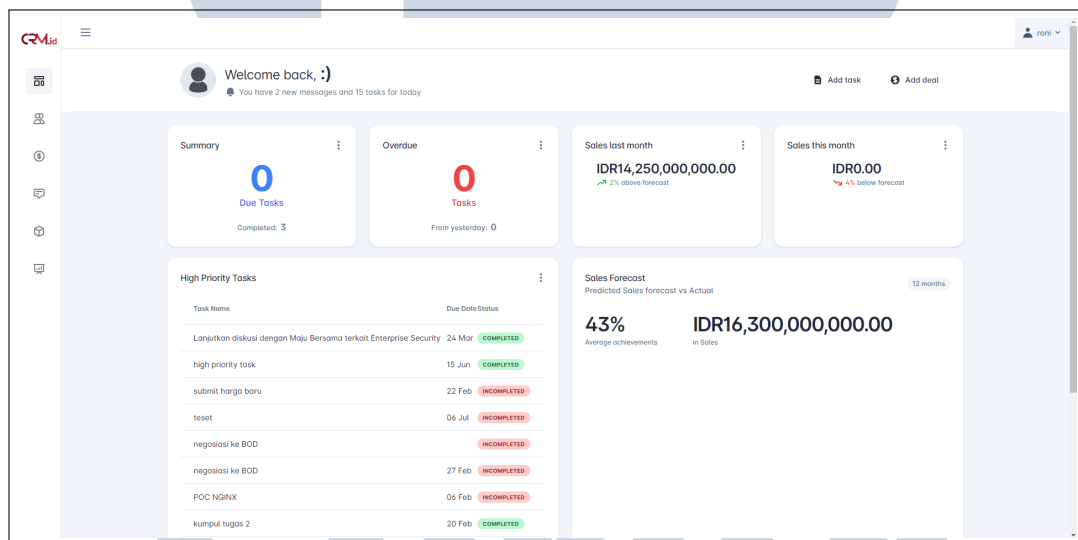 CRM.id
roni
Welcome back, :)
You have 2 new messages and 15 tasks for today
Add task
Add deal
Summary
0
Due Tasks
Completed: 3
Overdue
0
Tasks
From yesterday: 0
Sales last month
IDR14,250,000,000.00
2% above forecast
Sales this month
IDR0.00
4% below forecast
High Priority Tasks
Task Name Due Date Status
Lanjutkan diskusi dengan Maju Bersama terkait Enterprise Security 24 Mar COMPLETED
high priority task 15 Jun COMPLETED
submit harga baru 22 Feb INCOMPLETED
teset 06 Jul INCOMPLETED
negosiasi ke BOD INCOMPLETED
negosiasi ke BOD 27 Feb INCOMPLETED
POC NGINX 06 Feb INCOMPLETED
kumpul tugas 2 20 Feb COMPLETED
Sales Forecast
Predicted Sales forecast vs Actual
12 months
43%
Average achievements
IDR16,300,000,000.00
in Sales